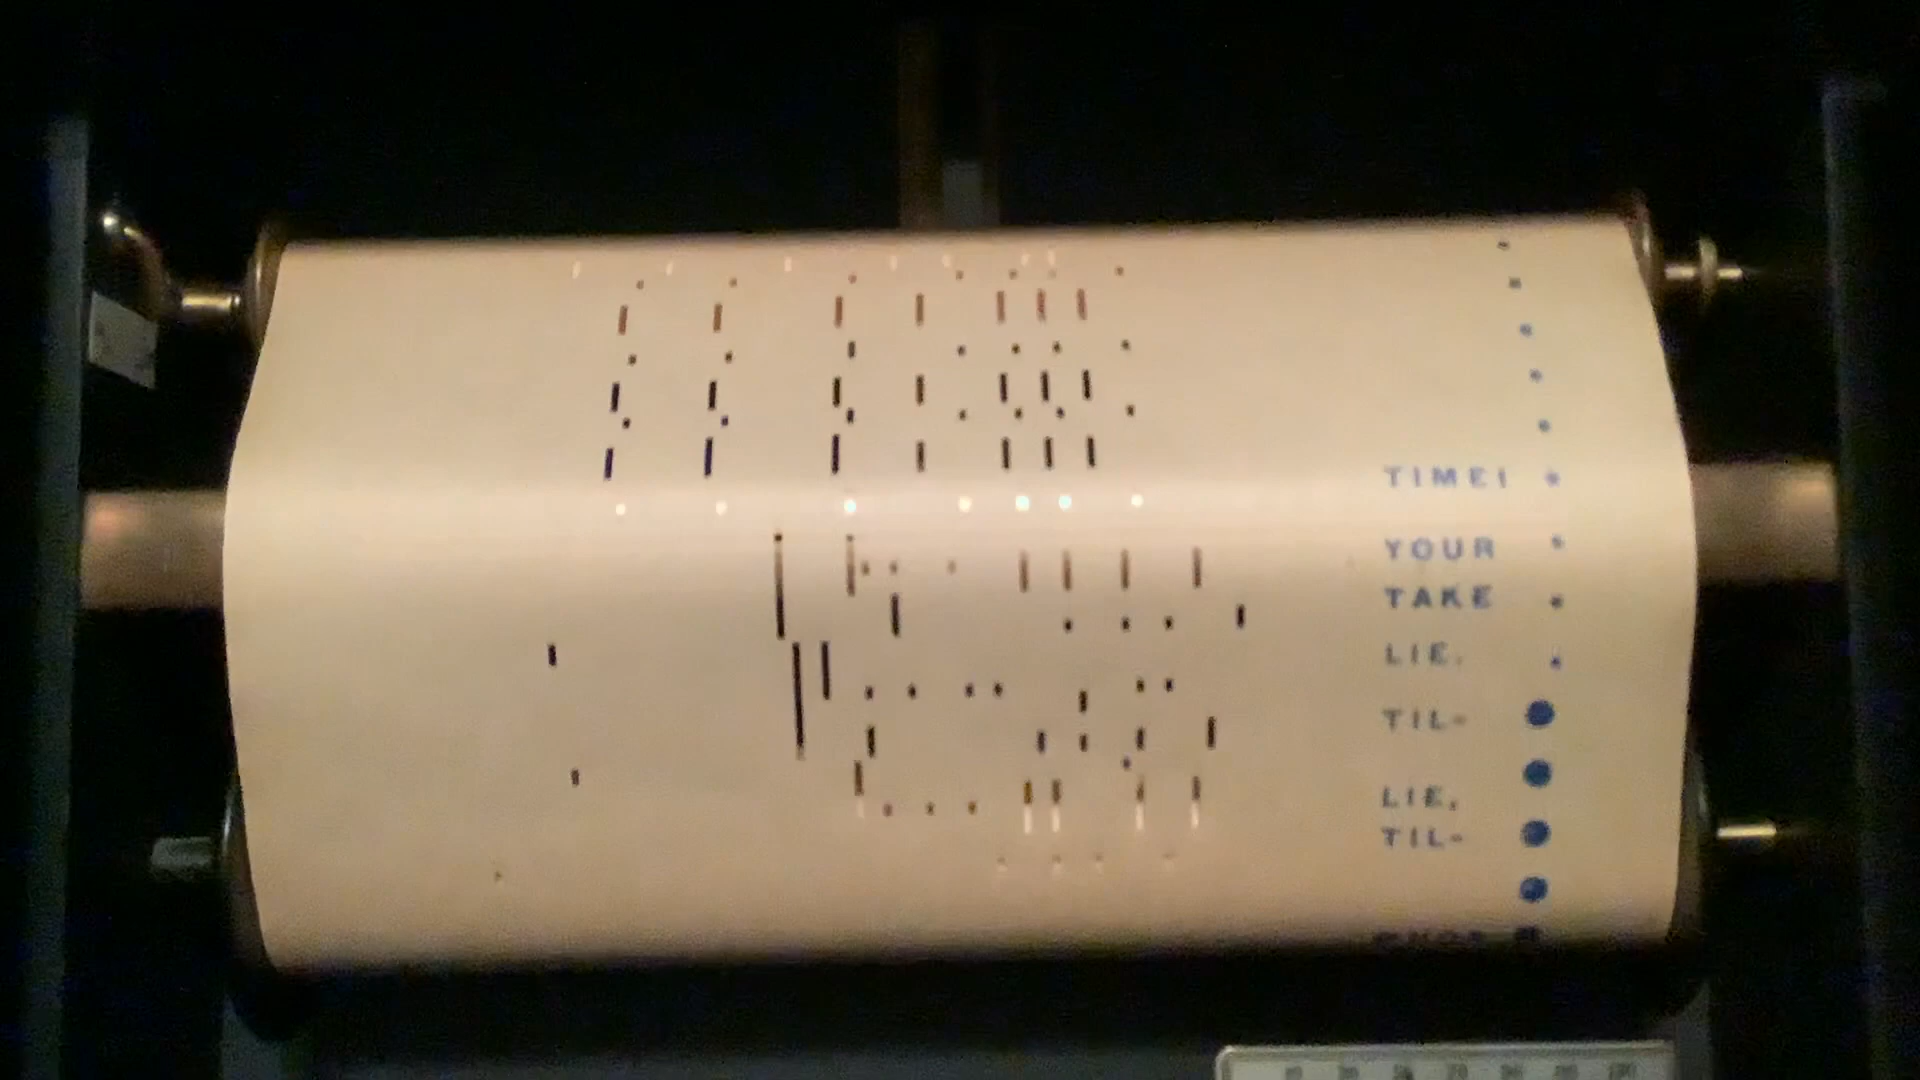 TIME!
YOUR
TAKE
LIE.
TIL-
LIE,
TIL-